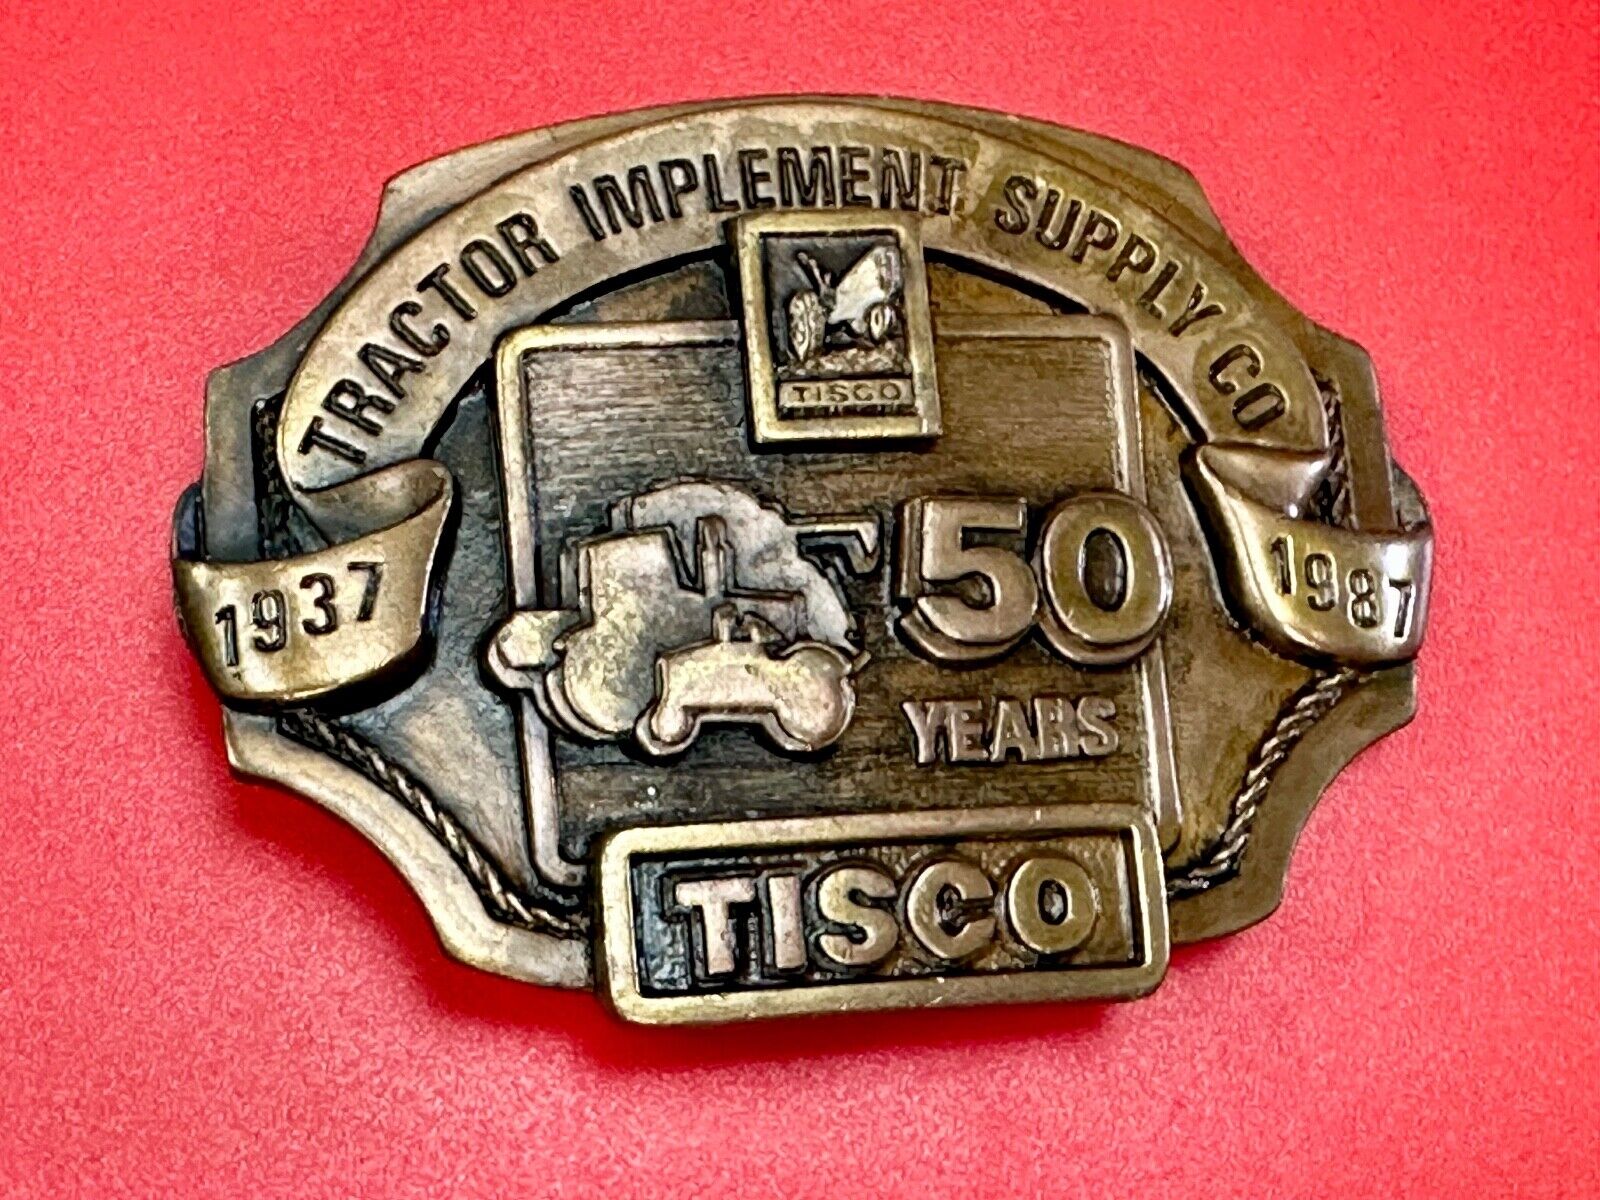 TRACTOR IMPLEMENT SUPPLY CO
TISCO
1937
50
1987
YEARS
TISCO